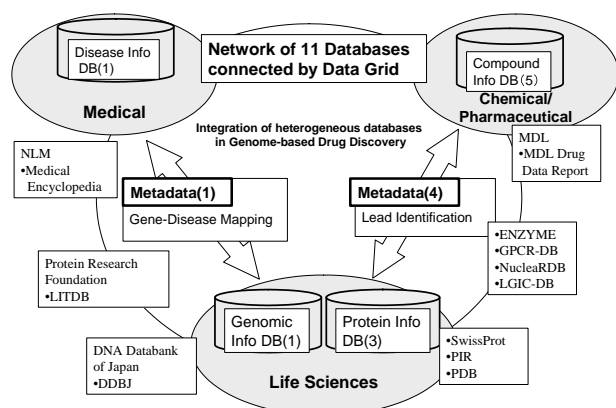 Disease Info
DB(1)
Medical
Network of 11 Databases
connected by Data Grid
Compound
Info DB(5)
Chemical/
Pharmaceutical
Integration of heterogeneous databases
in Genome-based Drug Discovery
NLM
•Medical
Encyclopedia
MDL
•MDL Drug
Data Report
Metadata(1)
Gene-Disease Mapping
Metadata(4)
Lead Identification
•ENZYME
•GPCR-DB
•NucleaRDB
•LGIC-DB
Protein Research
Foundation
•LITDB
Genomic
Info DB(1)
Protein Info
DB(3)
DNA Databank
of Japan
•DDBJ
•SwissProt
•PIR
•PDB
Life Sciences